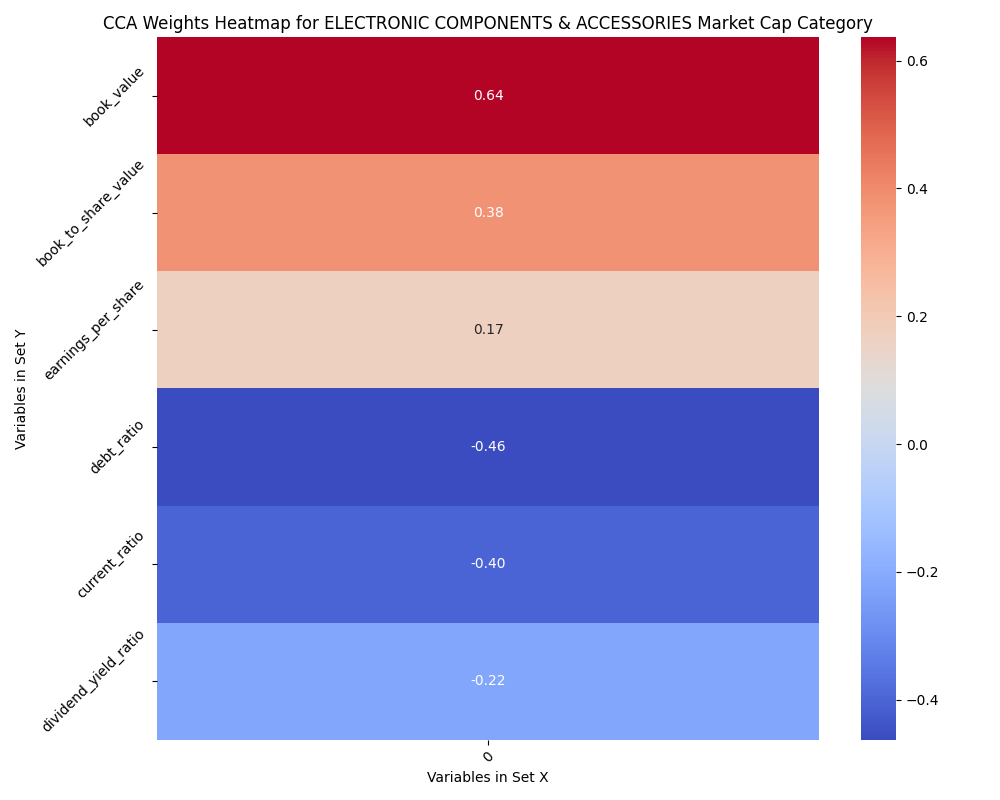 CCA Weights Heatmap for ELECTRONIC COMPONENTS & ACCESSORIES Market Cap Category
Variables in Set Y
book_value
0.64
book_to_share_value
0.38
earnings_per_share
0.17
debt_ratio
-0.46
current_ratio
-0.40
dividend_yield_ratio
-0.22
0
Variables in Set X
0.6
0.4
0.2
0.0
−0.2
−0.4